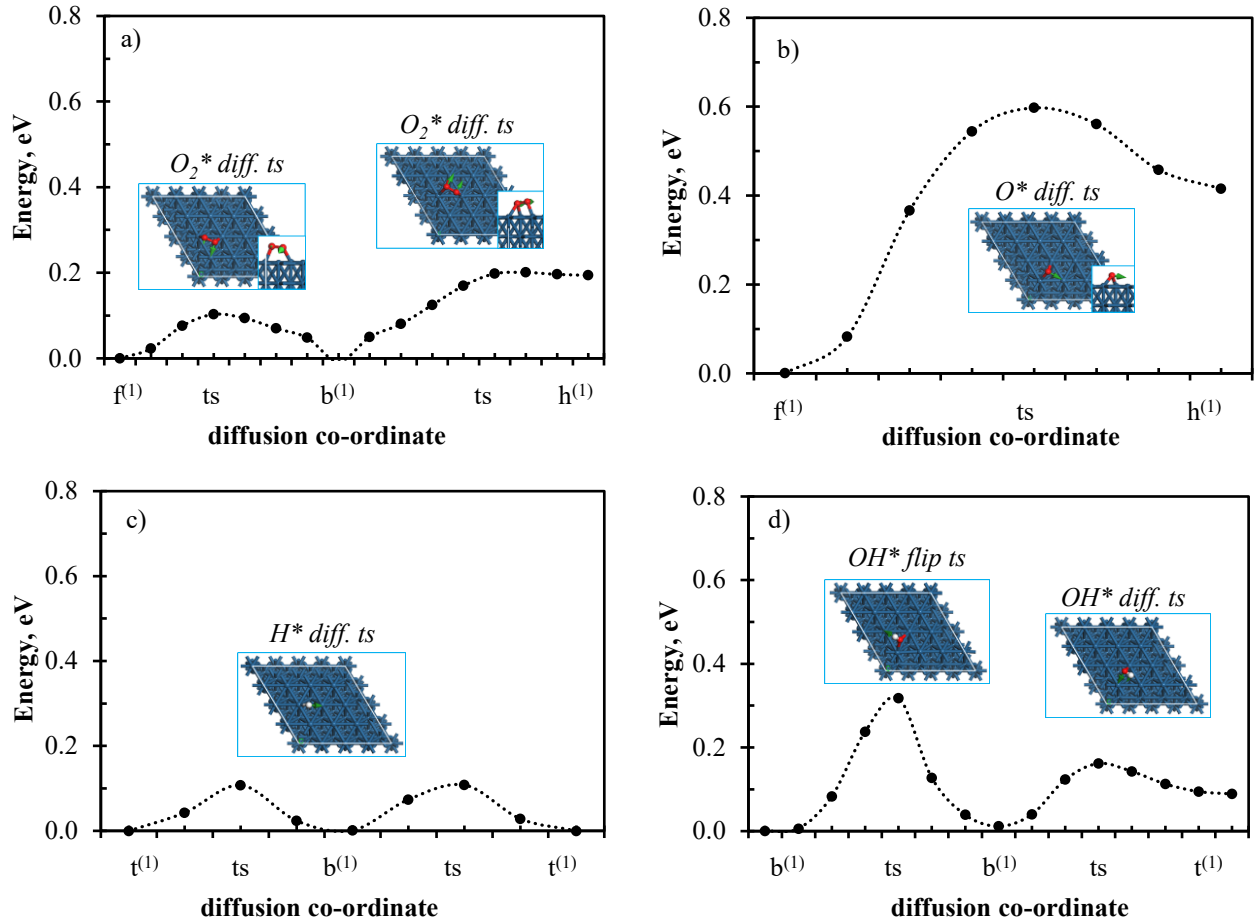 a)
0.8
0.6
0.4
0.2
0.0
Energy, eV
O₂* diff. ts
O₂* diff. ts
f⁽¹⁾ ts b⁽¹⁾ ts h⁽¹⁾
diffusion co-ordinate
b)
0.8
0.6
0.4
0.2
0.0
Energy, eV
O* diff. ts
f⁽¹⁾ ts h⁽¹⁾
diffusion co-ordinate
c)
0.8
0.6
0.4
0.2
0.0
Energy, eV
H* diff. ts
t⁽¹⁾ ts b⁽¹⁾ ts t⁽¹⁾
diffusion co-ordinate
d)
0.8
0.6
0.4
0.2
0.0
Energy, eV
OH* flip ts
OH* diff. ts
b⁽¹⁾ ts b⁽¹⁾ ts t⁽¹⁾
diffusion co-ordinate